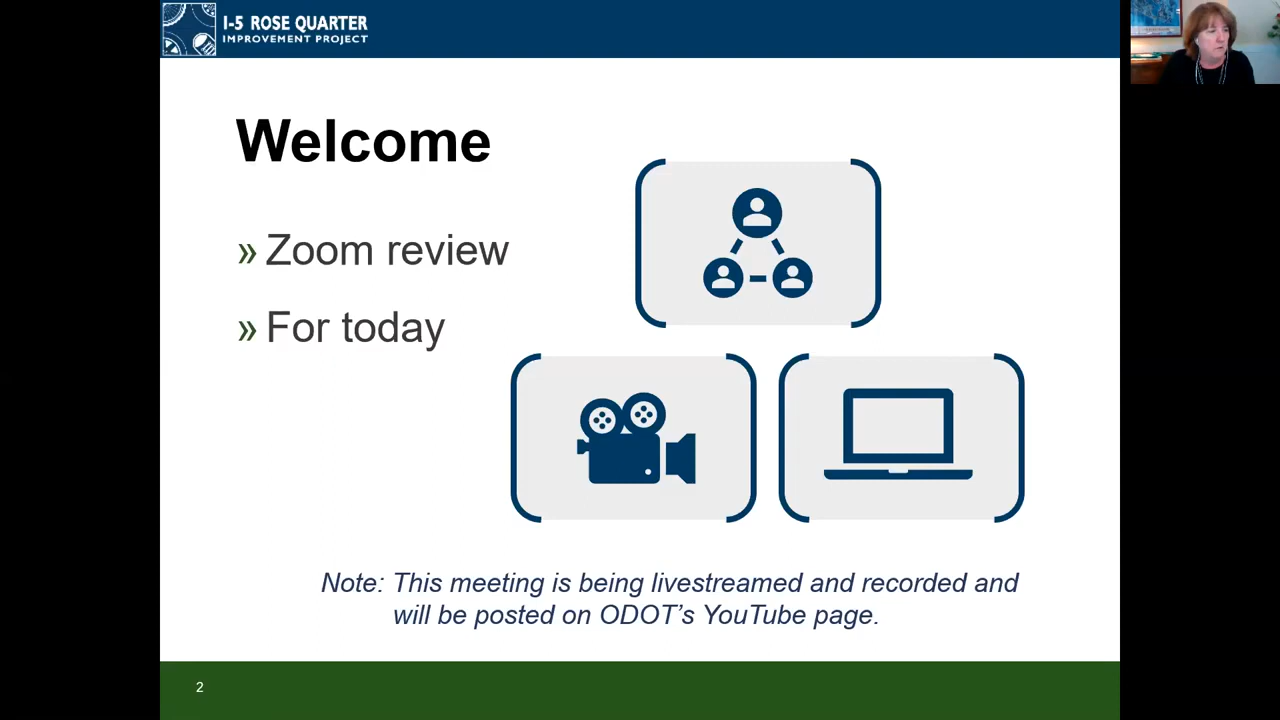 I-5 ROSE QUARTER
IMPROVEMENT PROJECT
Welcome
» Zoom review
» For today
Note: This meeting is being livestreamed and recorded and
will be posted on ODOT’s YouTube page.
2